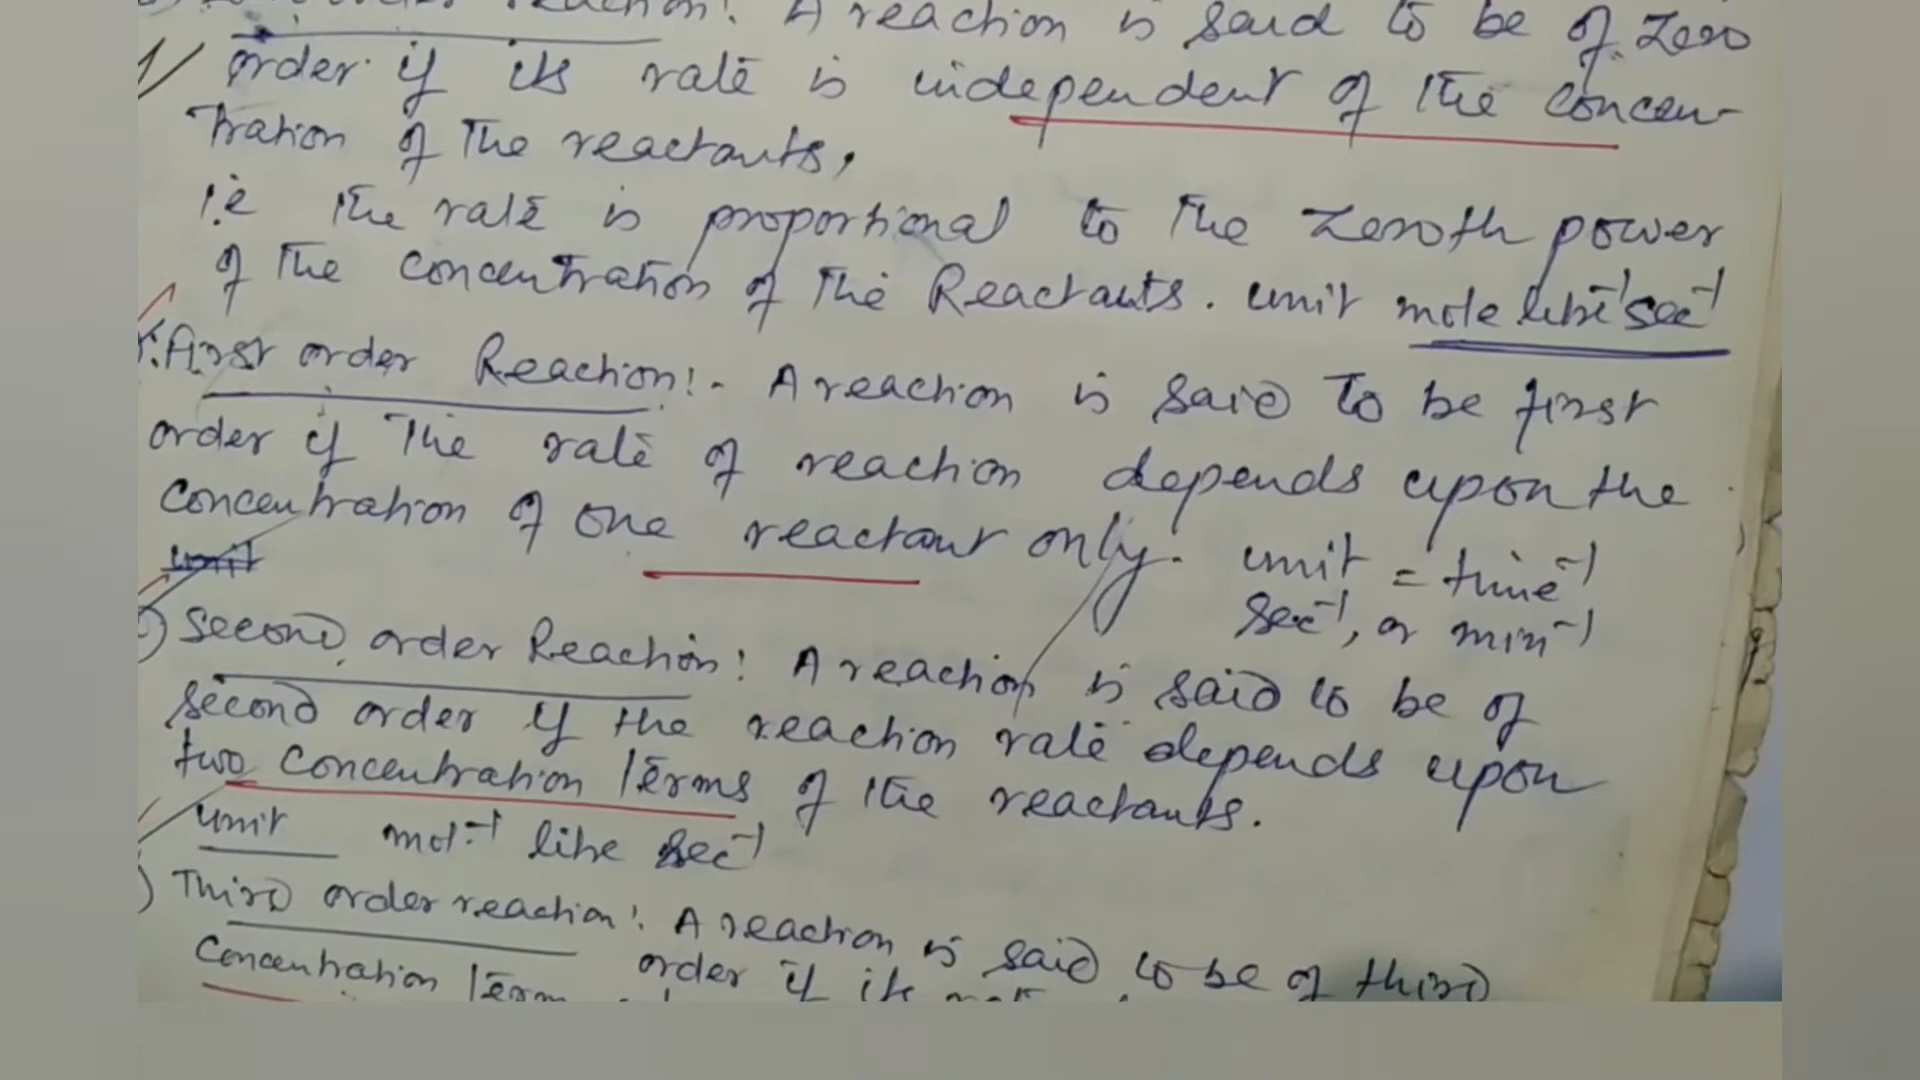 order reaction: A reaction is said to be of Zero
order if its rate is independent of the concen-
tration of the reactants,
i.e the rate is proportional to the Zeroth power
of the concentration of the Reactants. unit mole litre⁻¹ sec⁻¹
First order Reaction:- A reaction is said to be first
order if the rate of reaction depends upon the
concentration of one reactant only. unit = time⁻¹
unit
sec⁻¹, or min⁻¹
Second order Reaction: A reaction is said to be of
second order if the reaction rate depends upon
two concentration terms of the reactants.
unit mol⁻¹ litre sec⁻¹
) Third order reaction: A reaction is said to be of third
order if its
concentration term